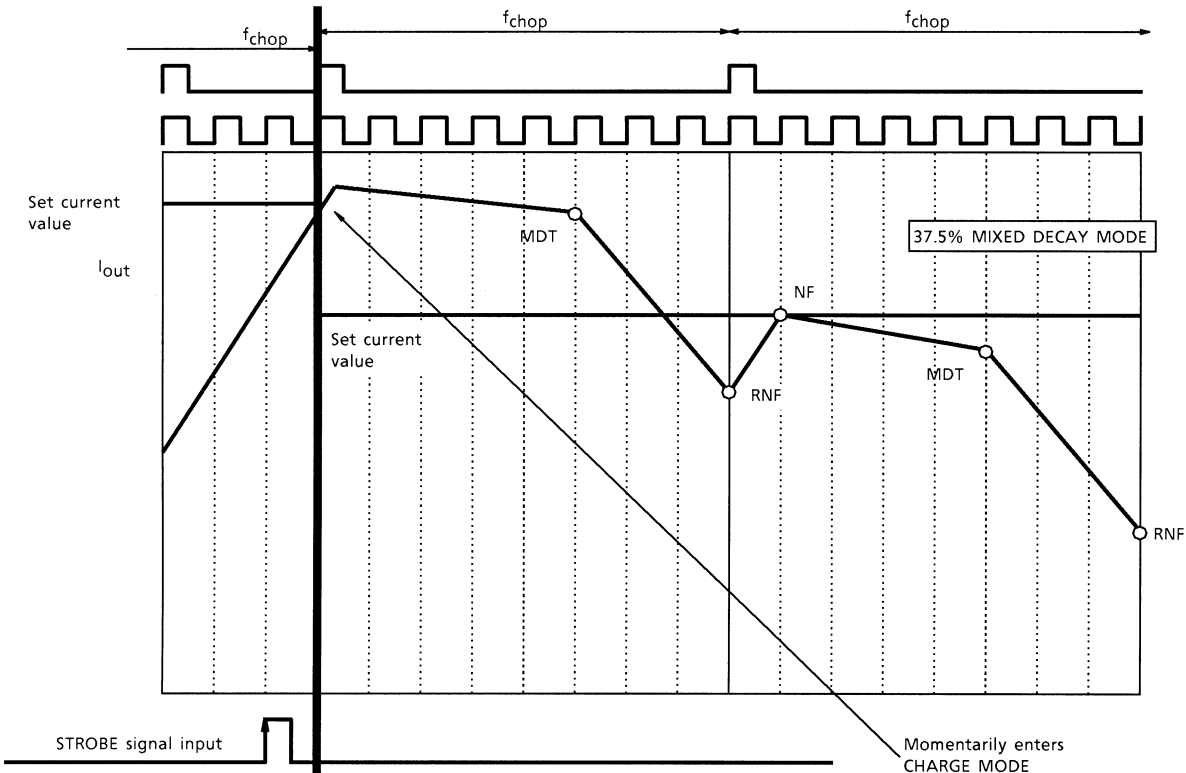 fchop
fchop
fchop
Set current
value
Iout
MDT
37.5% MIXED DECAY MODE
NF
Set current
value
MDT
RNF
RNF
STROBE signal input
Momentarily enters
CHARGE MODE